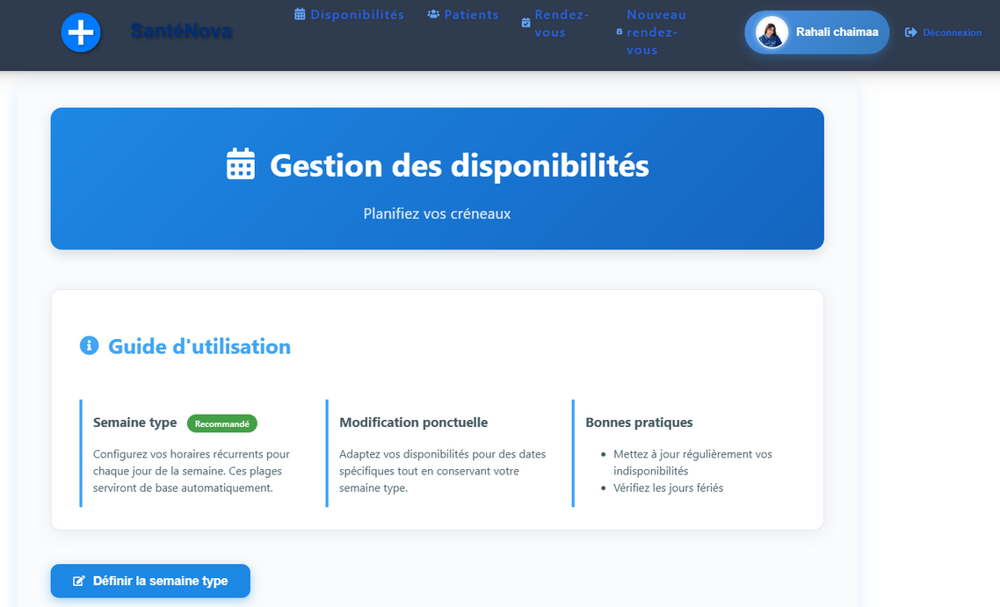 SantéNova
Disponibilités
Patients
Rendez-
vous
Nouveau
rendez-
vous
Rahali chaimaa
Déconnexion
Gestion des disponibilités
Planifiez vos créneaux
Guide d'utilisation
Semaine type Recommandé
Configurez vos horaires récurrents pour
chaque jour de la semaine. Ces plages
serviront de base automatiquement.
Modification ponctuelle
Adaptez vos disponibilités pour des dates
spécifiques tout en conservant votre
semaine type.
Bonnes pratiques
• Mettez à jour régulièrement vos
indisponibilités
• Vérifiez les jours fériés
Définir la semaine type